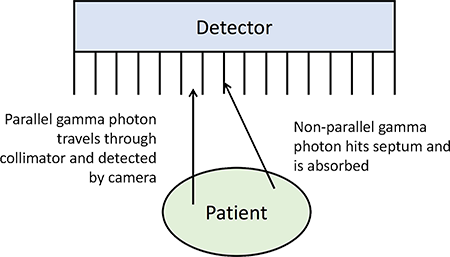 Detector
Parallel gamma photon
travels through
collimator and detected
by camera
Non-parallel gamma
photon hits septum and
is absorbed
Patient